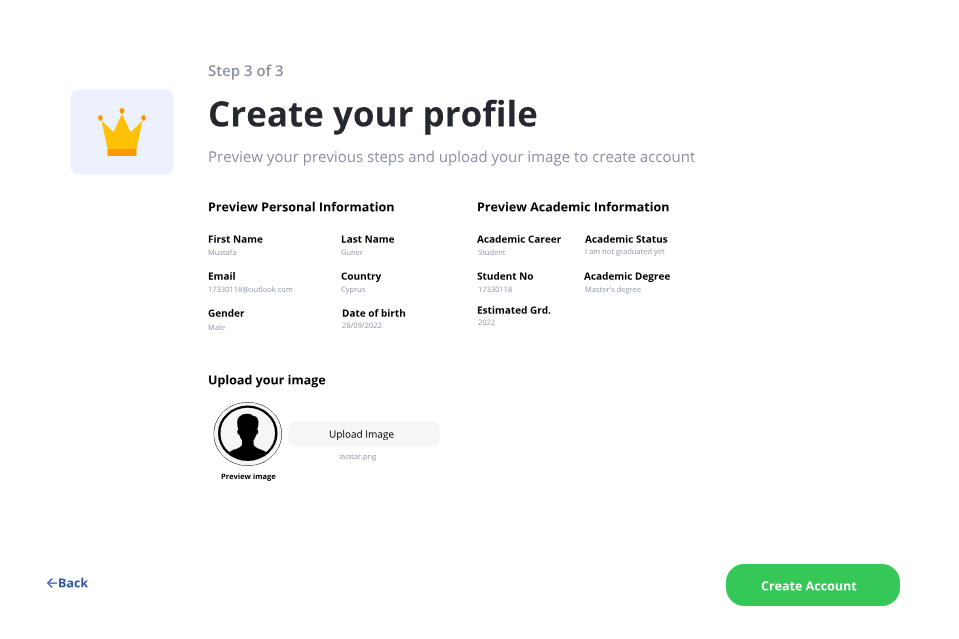 Step 3 of 3
Create your profile
Preview your previous steps and upload your image to create account
Preview Personal Information
Preview Academic Information
First Name
Last Name
Academic Career
Academic Status
Mustafa
Guner
Student
I am not graduated yet
Email
Country
Student No
Academic Degree
17330118@outlook.com
Cyprus
17330118
Master's degree
Gender
Date of birth
Estimated Grd.
Male
28/09/2022
2022
Upload your image
Upload Image
avatar.png
Preview image
Back
Create Account